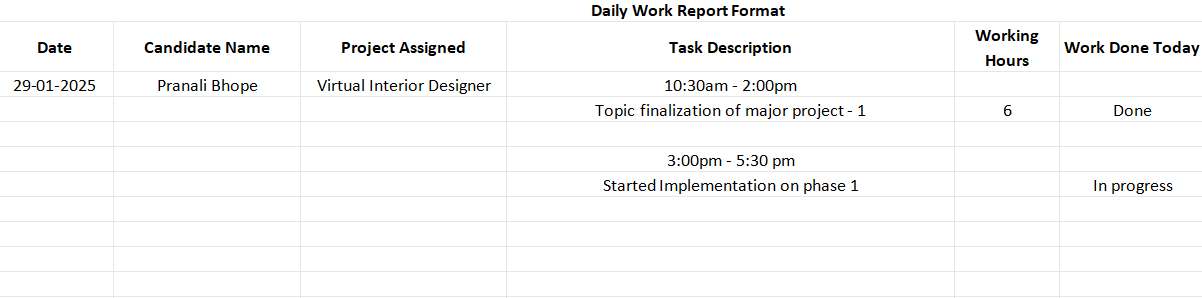 Daily Work Report Format
Date Candidate Name Project Assigned Task Description Working Hours Work Done Today
29-01-2025 Pranali Bhope Virtual Interior Designer 10:30am - 2:00pm
Topic finalization of major project - 1 6 Done
3:00pm - 5:30 pm
Started Implementation on phase 1 In progress